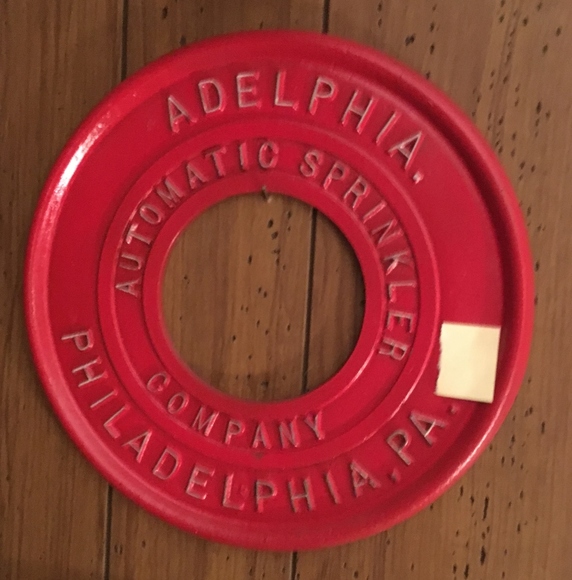 ADELPHIA.
AUTOMATIC SPRINKLER
COMPANY
PHILADELPHIA, PA.